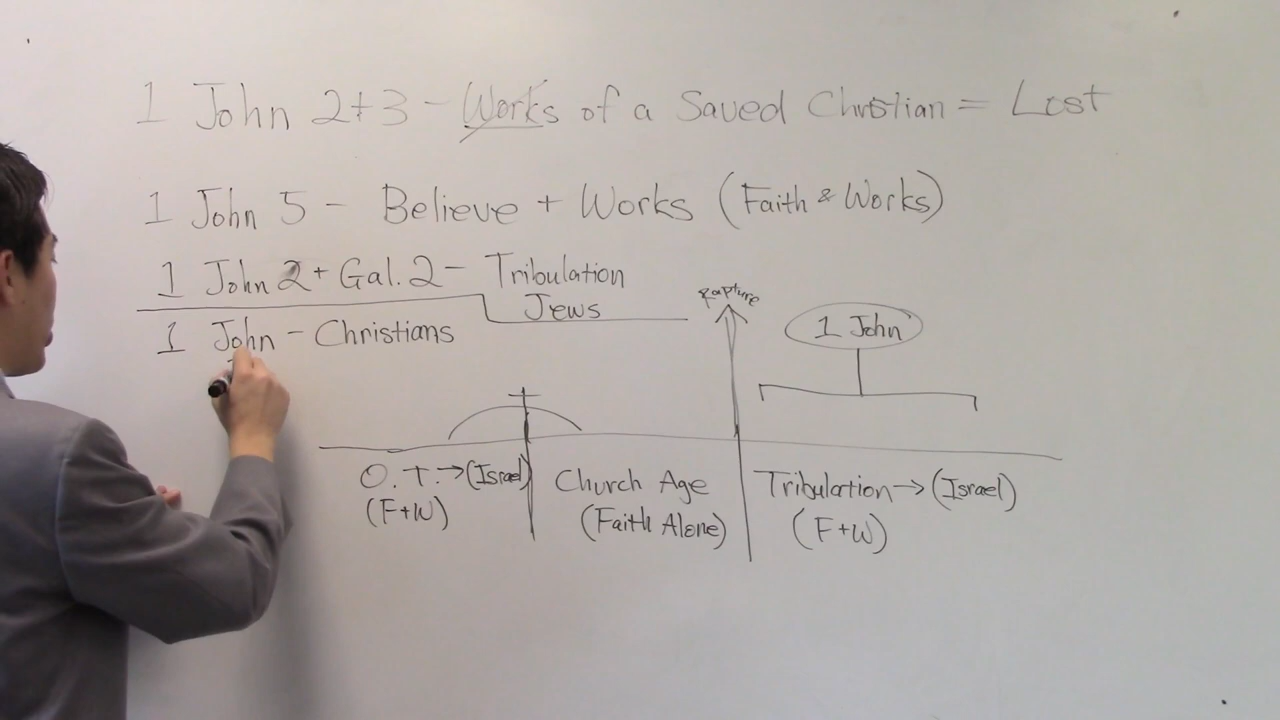 1 John 2+3 - Works of a Saved Christian = Lost
1 John 5 - Believe + Works (Faith & Works)
1 John 2 + Gal. 2 - Tribulation
Jews
1 John - Christians
Rapture
1 John
O.T. → (Israel)
(F+W)
Church Age
(Faith Alone)
Tribulation → (Israel)
(F+W)